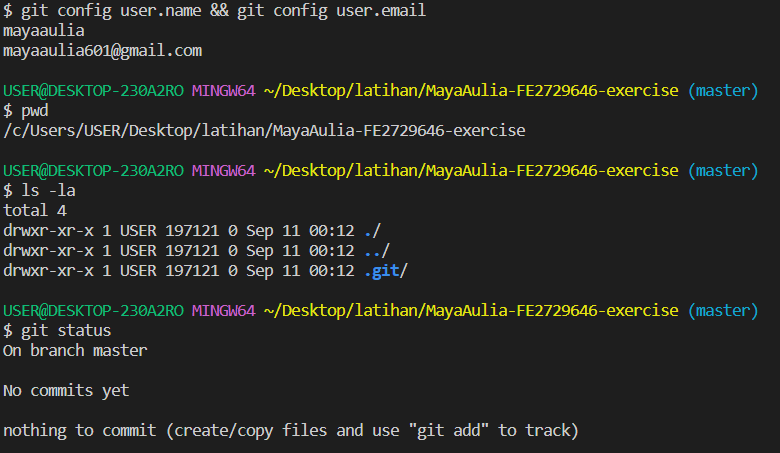 $ git config user.name && git config user.email
mayaaulia
mayaaulia601@gmail.com
USER@DESKTOP-230A2RO MINGW64 ~/Desktop/latihan/MayaAulia-FE2729646-exercise (master)
$ pwd
/c/Users/USER/Desktop/latihan/MayaAulia-FE2729646-exercise
USER@DESKTOP-230A2RO MINGW64 ~/Desktop/latihan/MayaAulia-FE2729646-exercise (master)
$ ls -la
total 4
drwxr-xr-x 1 USER 197121 0 Sep 11 00:12 ./
drwxr-xr-x 1 USER 197121 0 Sep 11 00:12 ../
drwxr-xr-x 1 USER 197121 0 Sep 11 00:12 .git/
USER@DESKTOP-230A2RO MINGW64 ~/Desktop/latihan/MayaAulia-FE2729646-exercise (master)
$ git status
On branch master
No commits yet
nothing to commit (create/copy files and use "git add" to track)